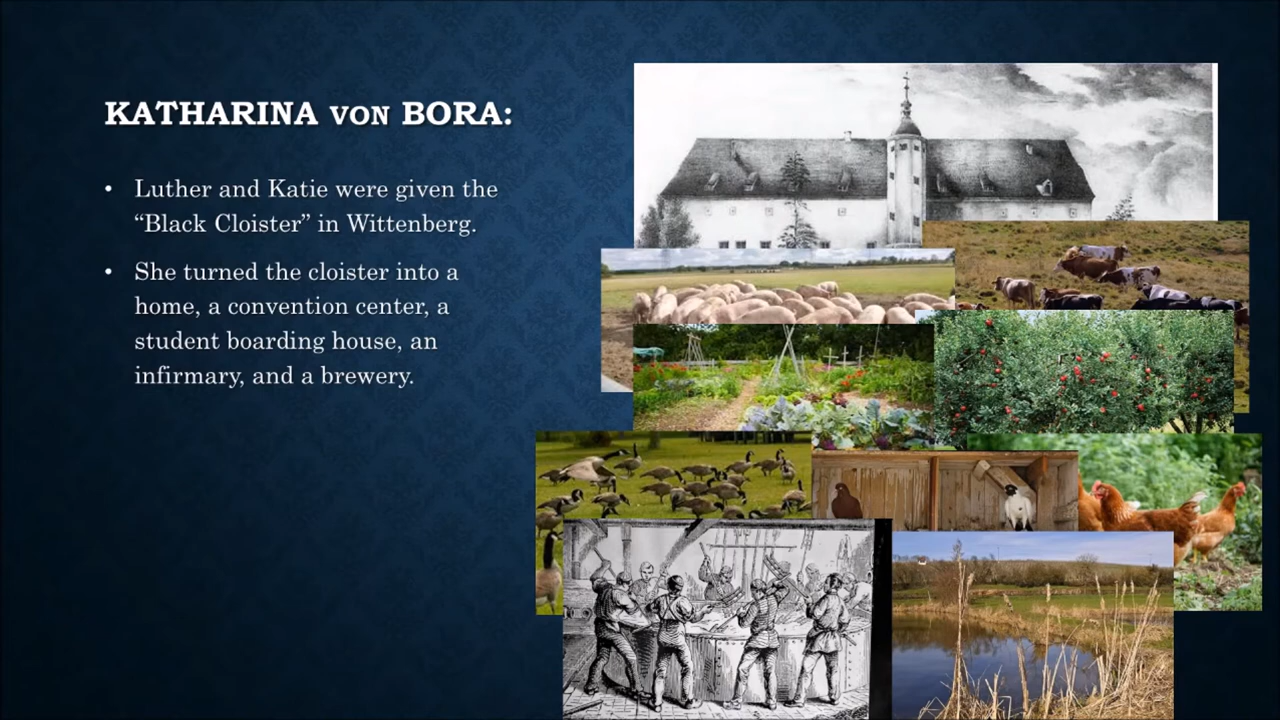 KATHARINA VON BORA:
• Luther and Katie were given the
“Black Cloister” in Wittenberg.
• She turned the cloister into a
home, a convention center, a
student boarding house, an
infirmary, and a brewery.